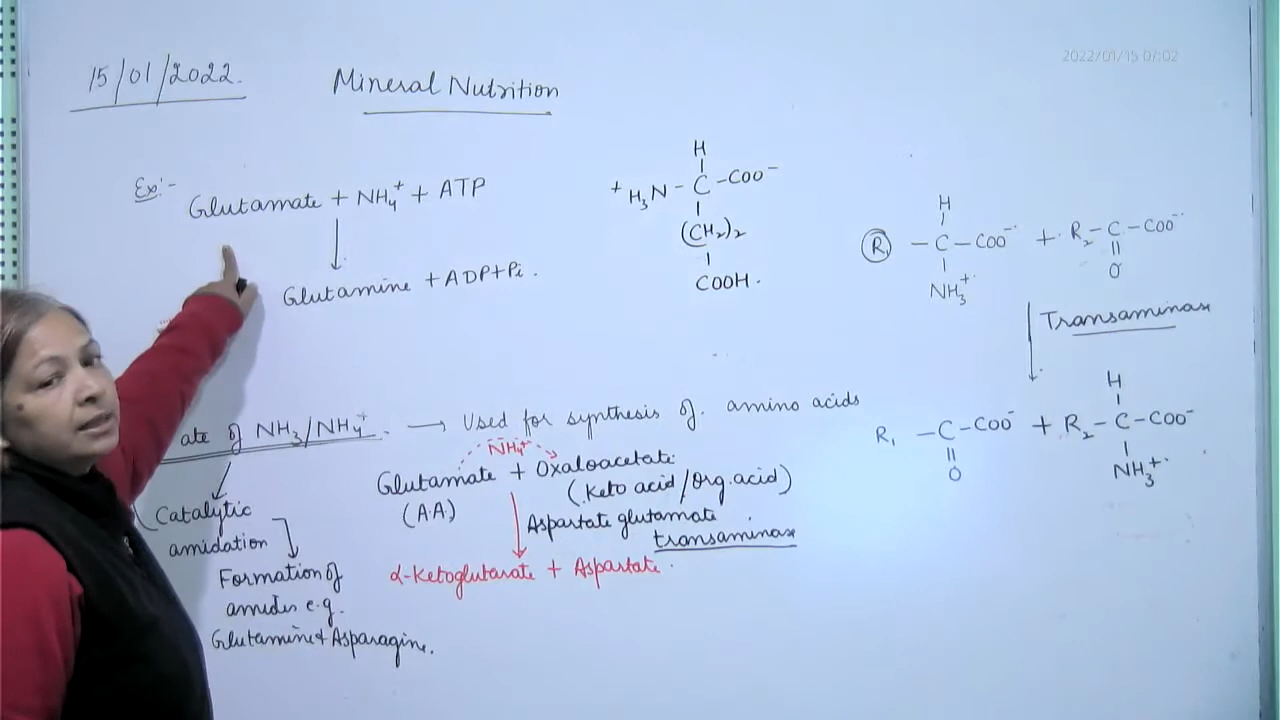 2022/01/15 07:02
15/01/2022.
Mineral Nutrition
Ex:-
Glutamate + NH4+ + ATP
Glutamine + ADP + Pi.
H
+H3N - C - COO-
(CH2)2
COOH.
H
R1 - C - COO- + R2 - C - COO-
NH3+ O
Transaminase
H
R1 - C - COO- + R2 - C - COO-
O NH3+
ate of NH3/NH4+ → Used for synthesis of amino acids
NH4+
Glutamate + Oxaloacetate
(A.A) (Keto acid/Org. acid)
Aspartate glutamate
transaminase
α-Ketoglutarate + Aspartate
Catalytic
amidation
Formation of
amides e.g.
Glutamine & Asparagine.